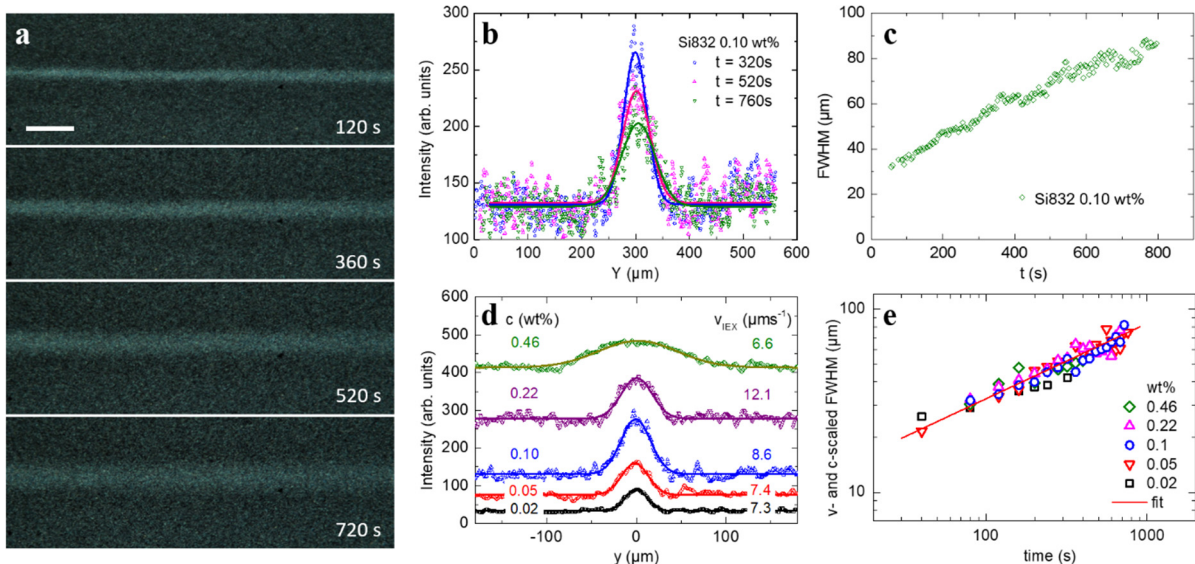 a
120 s
360 s
520 s
720 s
b
Si832 0.10 wt%
t = 320s
t = 520s
t = 760s
Intensity (arb. units)
300
250
200
150
100
0 100 200 300 400 500 600
Y (µm)
c
FWHM (µm)
100
80
60
40
20
0
Si832 0.10 wt%
0 200 400 600 800 1000
t (s)
d
c (wt%) v_IEX (µms⁻¹)
0.46 6.6
0.22 12.1
0.10 8.6
0.05 7.4
0.02 7.3
Intensity (arb. units)
600
500
400
300
200
100
0
-100 0 100
y (µm)
e
v- and c-scaled FWHM (µm)
100
10
wt%
0.46
0.22
0.1
0.05
0.02
fit
100 1000
time (s)